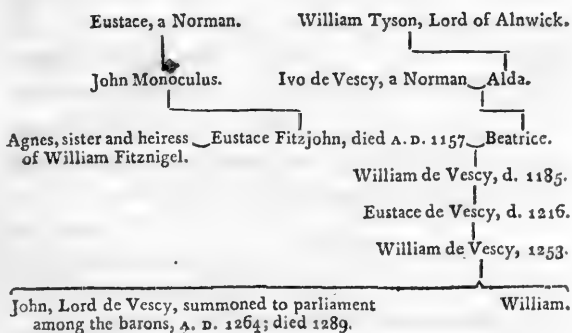 Eustace, a Norman. William Tyson, Lord of Alnwick.
John Monoculus. Ivo de Vescy, a Norman Alda.
Agnes, sister and heiress Eustace Fitzjohn, died A. D. 1157 Beatrice.
of William Fitznigel.
William de Vescy, d. 1185.
Eustace de Vescy, d. 1216.
William de Vescy, 1253.
John, Lord de Vescy, summoned to parliament William.
among the barons, A. D. 1264; died 1289.